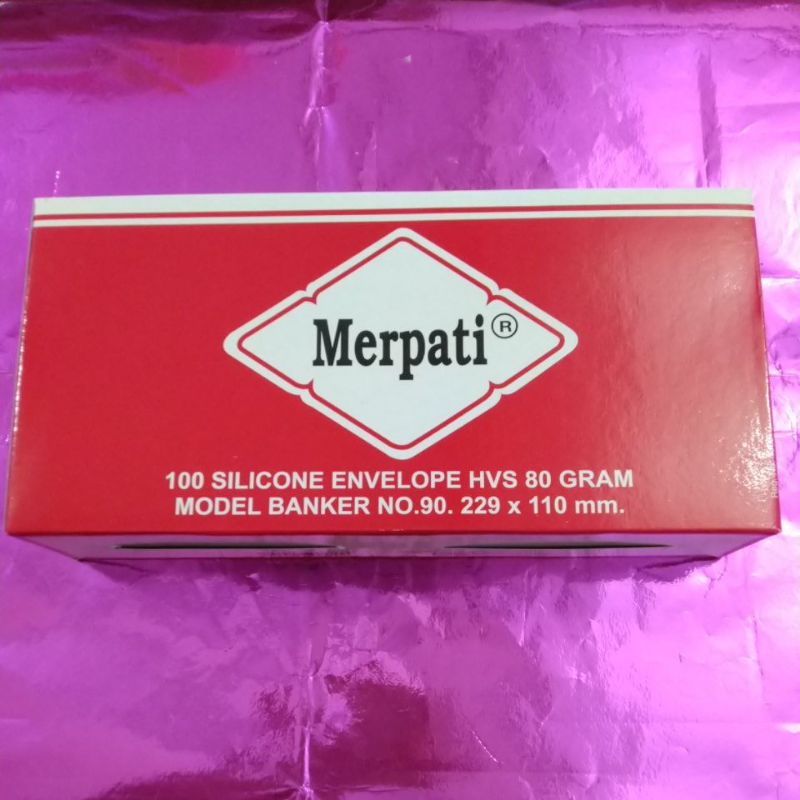 Merpati®
100 SILICONE ENVELOPE HVS 80 GRAM
MODEL BANKER NO.90. 229 x 110 mm.